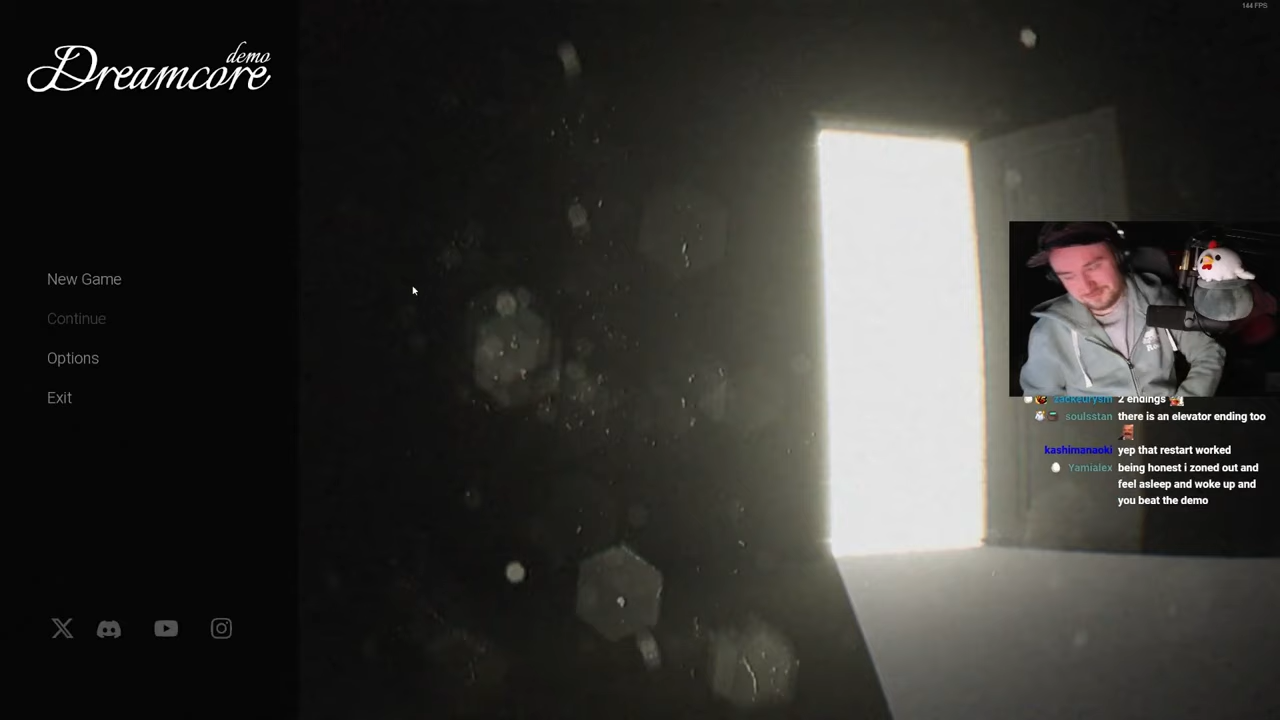 144 FPS
demo
Dreamcore
New Game
Continue
Options
Exit
zackedrysm 2 endings
soulsstan there is an elevator ending too
kashimanaoki yep that restart worked
Yamialex being honest i zoned out and
feel asleep and woke up and
you beat the demo